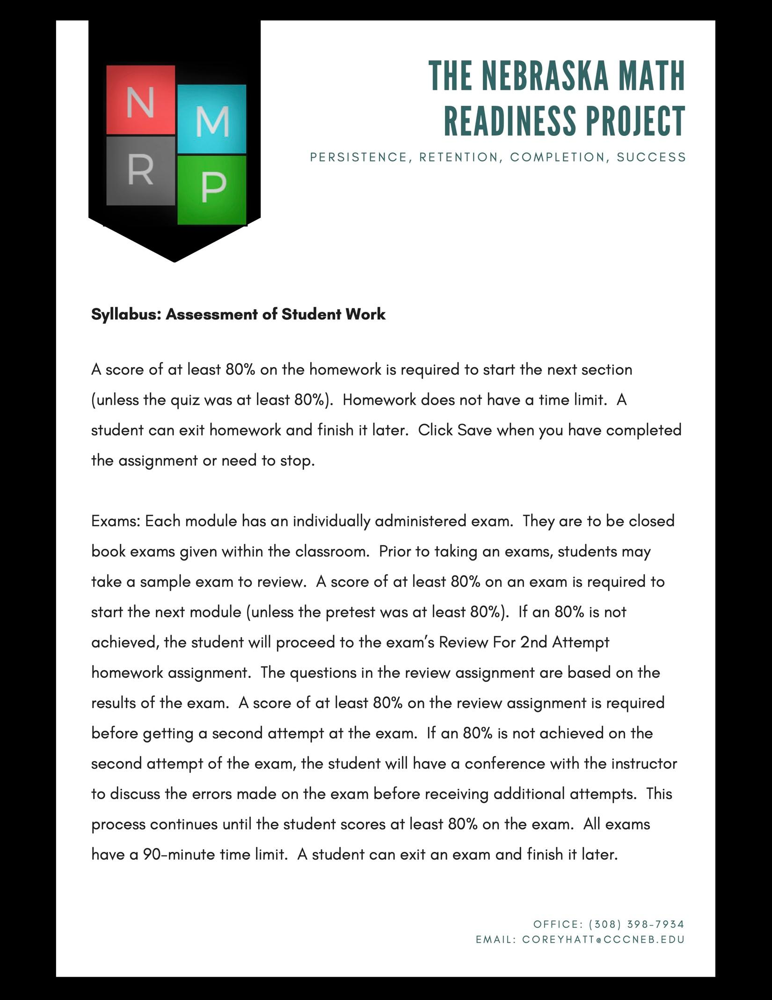 N
M
R
P
THE NEBRASKA MATH
READINESS PROJECT
PERSISTENCE, RETENTION, COMPLETION, SUCCESS
Syllabus: Assessment of Student Work
A score of at least 80% on the homework is required to start the next section
(unless the quiz was at least 80%).  Homework does not have a time limit.  A
student can exit homework and finish it later.  Click Save when you have completed
the assignment or need to stop.
Exams: Each module has an individually administered exam.  They are to be closed
book exams given within the classroom.  Prior to taking an exams, students may
take a sample exam to review.  A score of at least 80% on an exam is required to
start the next module (unless the pretest was at least 80%).  If an 80% is not
achieved, the student will proceed to the exam’s Review For 2nd Attempt
homework assignment.  The questions in the review assignment are based on the
results of the exam.  A score of at least 80% on the review assignment is required
before getting a second attempt at the exam.  If an 80% is not achieved on the
second attempt of the exam, the student will have a conference with the instructor
to discuss the errors made on the exam before receiving additional attempts.  This
process continues until the student scores at least 80% on the exam.  All exams
have a 90-minute time limit.  A student can exit an exam and finish it later.
OFFICE: (308) 398-7934
EMAIL: COREYHATT@CCCNEB.EDU